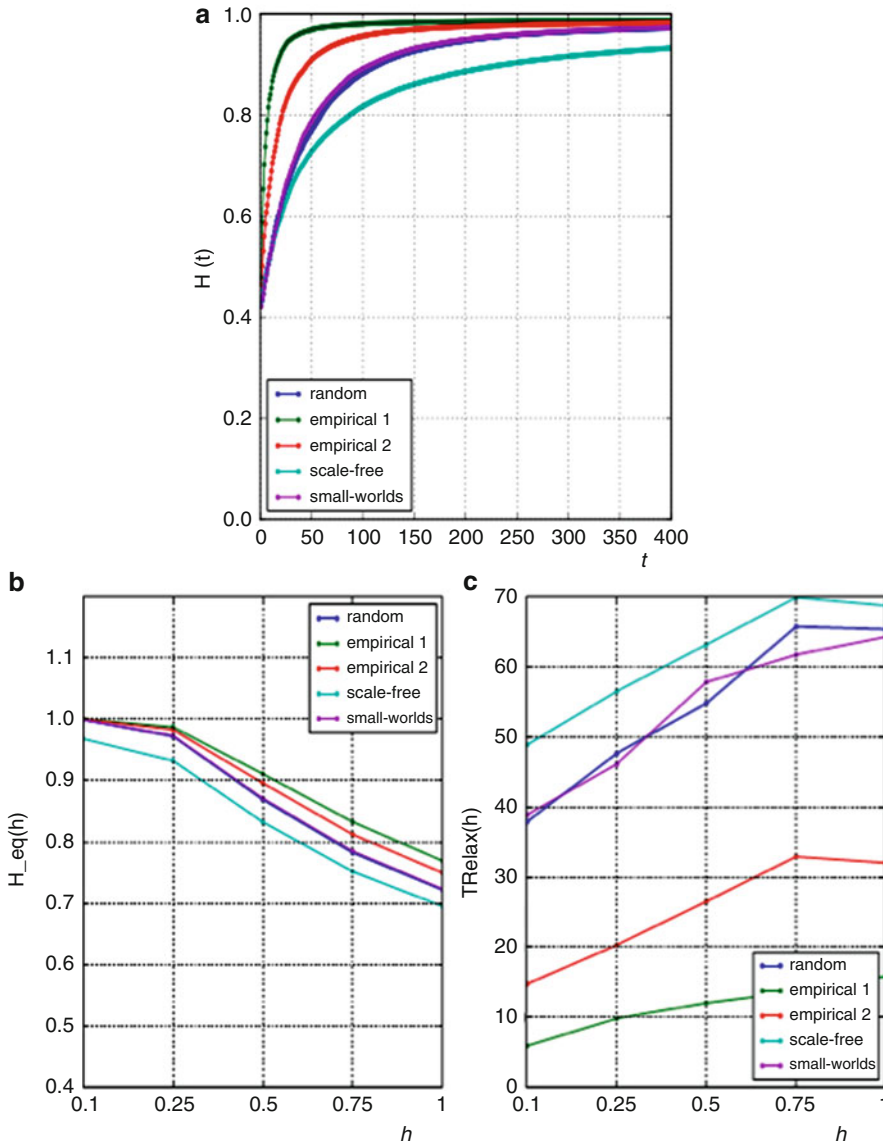 a
1.0
0.8
0.6
H (t)
0.4
0.2
0.0
random
empirical 1
empirical 2
scale-free
small-worlds
0 50 100 150 200 250 300 350 400
t
b
1.1
1.0
0.9
0.8
0.7
0.6
0.5
0.4
H_eq(h)
random
empirical 1
empirical 2
scale-free
small-worlds
0.1 0.25 0.5 0.75 1
h
c
70
60
50
40
30
20
10
0
TRelax(h)
random
empirical 1
empirical 2
scale-free
small-worlds
0.1 0.25 0.5 0.75 1
h